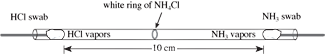 white ring of NH₄Cl
HCl swab
NH₃ swab
HCl vapors
NH₃ vapors
10 cm